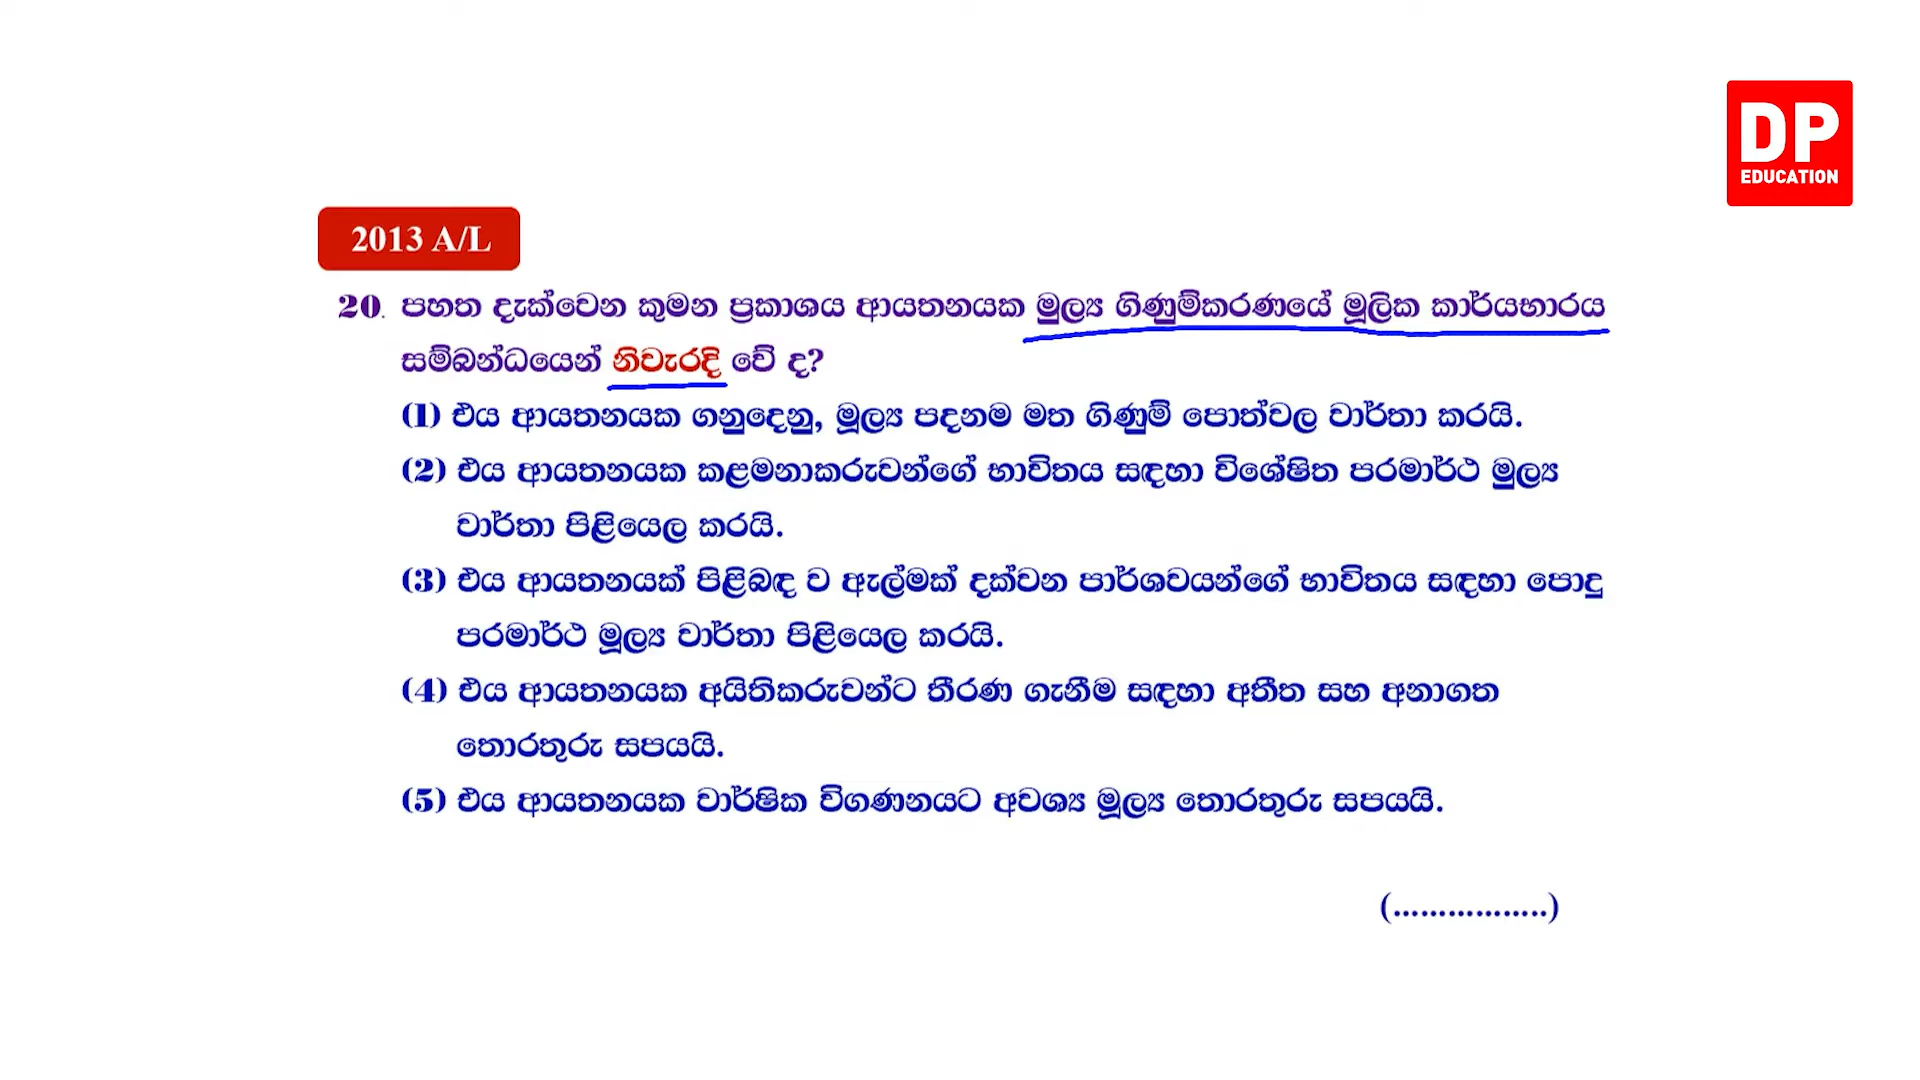 DP
EDUCATION
2013 A/L
20. පහත දැක්වෙන කුමන ප්‍රකාශය ආයතනයක මුල්‍ය ගිණුම්කරණයේ මූලික කාර්යභාරය
සම්බන්ධයෙන් නිවැරදි වේ ද?
(1) එය ආයතනයක ගනුදෙනු, මූල්‍ය පදනම මත ගිණුම් පොත්වල වාර්තා කරයි.
(2) එය ආයතනයක කළමනාකරුවන්ගේ භාවිතය සඳහා විශේෂිත පරමාර්ථ මුල්‍ය
වාර්තා පිළියෙල කරයි.
(3) එය ආයතනයක් පිළිබඳ ව ඇල්මක් දක්වන පාර්ශවයන්ගේ භාවිතය සඳහා පොදු
පරමාර්ථ මූල්‍ය වාර්තා පිළියෙල කරයි.
(4) එය ආයතනයක අයිතිකරුවන්ට තීරණ ගැනීම සඳහා අතීත සහ අනාගත
තොරතුරු සපයයි.
(5) එය ආයතනයක වාර්ෂික විගණනයට අවශ්‍ය මූල්‍ය තොරතුරු සපයයි.
(.................)